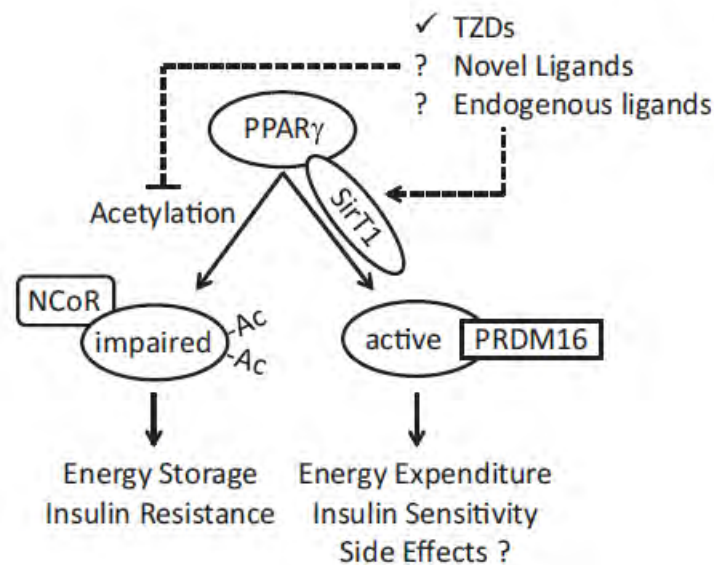 ✓ TZDs
? Novel Ligands
? Endogenous ligands
PPARγ
SirT1
Acetylation
NCoR
impaired
-Ac
-Ac
active
PRDM16
Energy Storage
Insulin Resistance
Energy Expenditure
Insulin Sensitivity
Side Effects ?